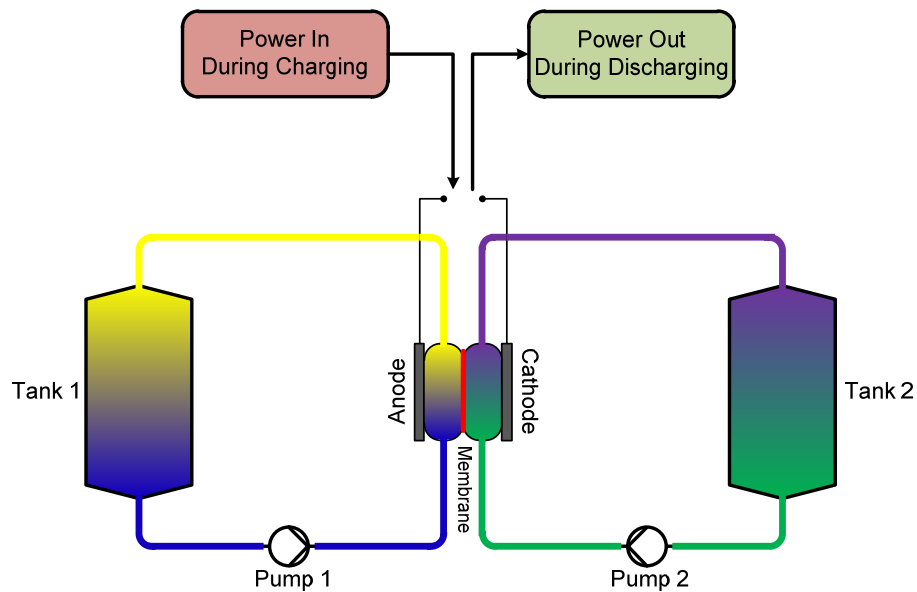 Power In
During Charging
Power Out
During Discharging
Tank 1
Anode
Membrane
Cathode
Tank 2
Pump 1
Pump 2